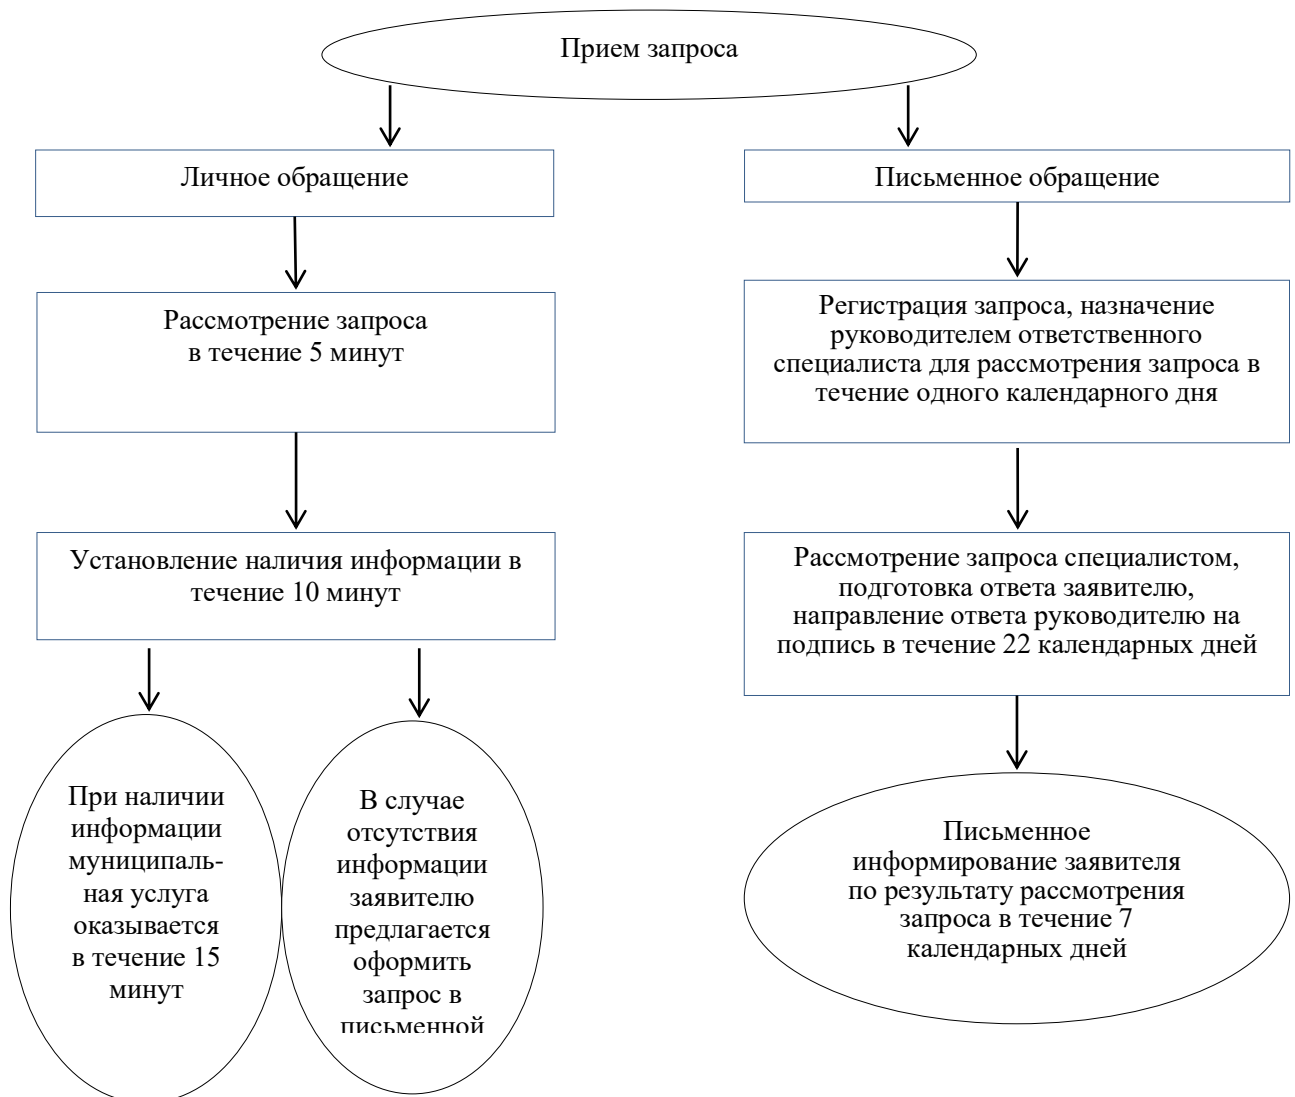 Прием запроса
Личное обращение
Письменное обращение
Рассмотрение запроса
в течение 5 минут
Регистрация запроса, назначение
руководителем ответственного
специалиста для рассмотрения запроса в
течение одного календарного дня
Установление наличия информации в
течение 10 минут
Рассмотрение запроса специалистом,
подготовка ответа заявителю,
направление ответа руководителю на
подпись в течение 22 календарных дней
При наличии
информации
муниципаль-
ная услуга
оказывается
в течение 15
минут
В случае
отсутствия
информации
заявителю
предлагается
оформить
запрос в
письменной
Письменное
информирование заявителя
по результату рассмотрения
запроса в течение 7
календарных дней